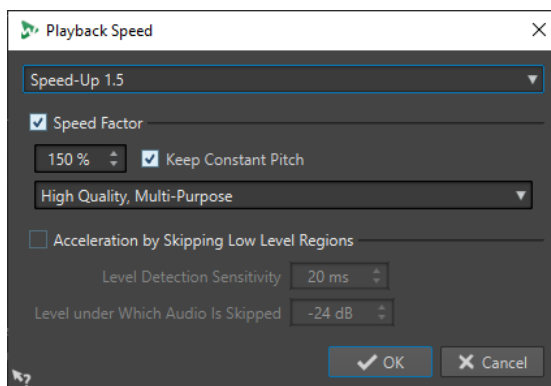 Playback Speed
Speed-Up 1.5
Speed Factor
150 % Keep Constant Pitch
High Quality, Multi-Purpose
Acceleration by Skipping Low Level Regions
Level Detection Sensitivity 20 ms
Level under Which Audio Is Skipped -24 dB
? OK Cancel